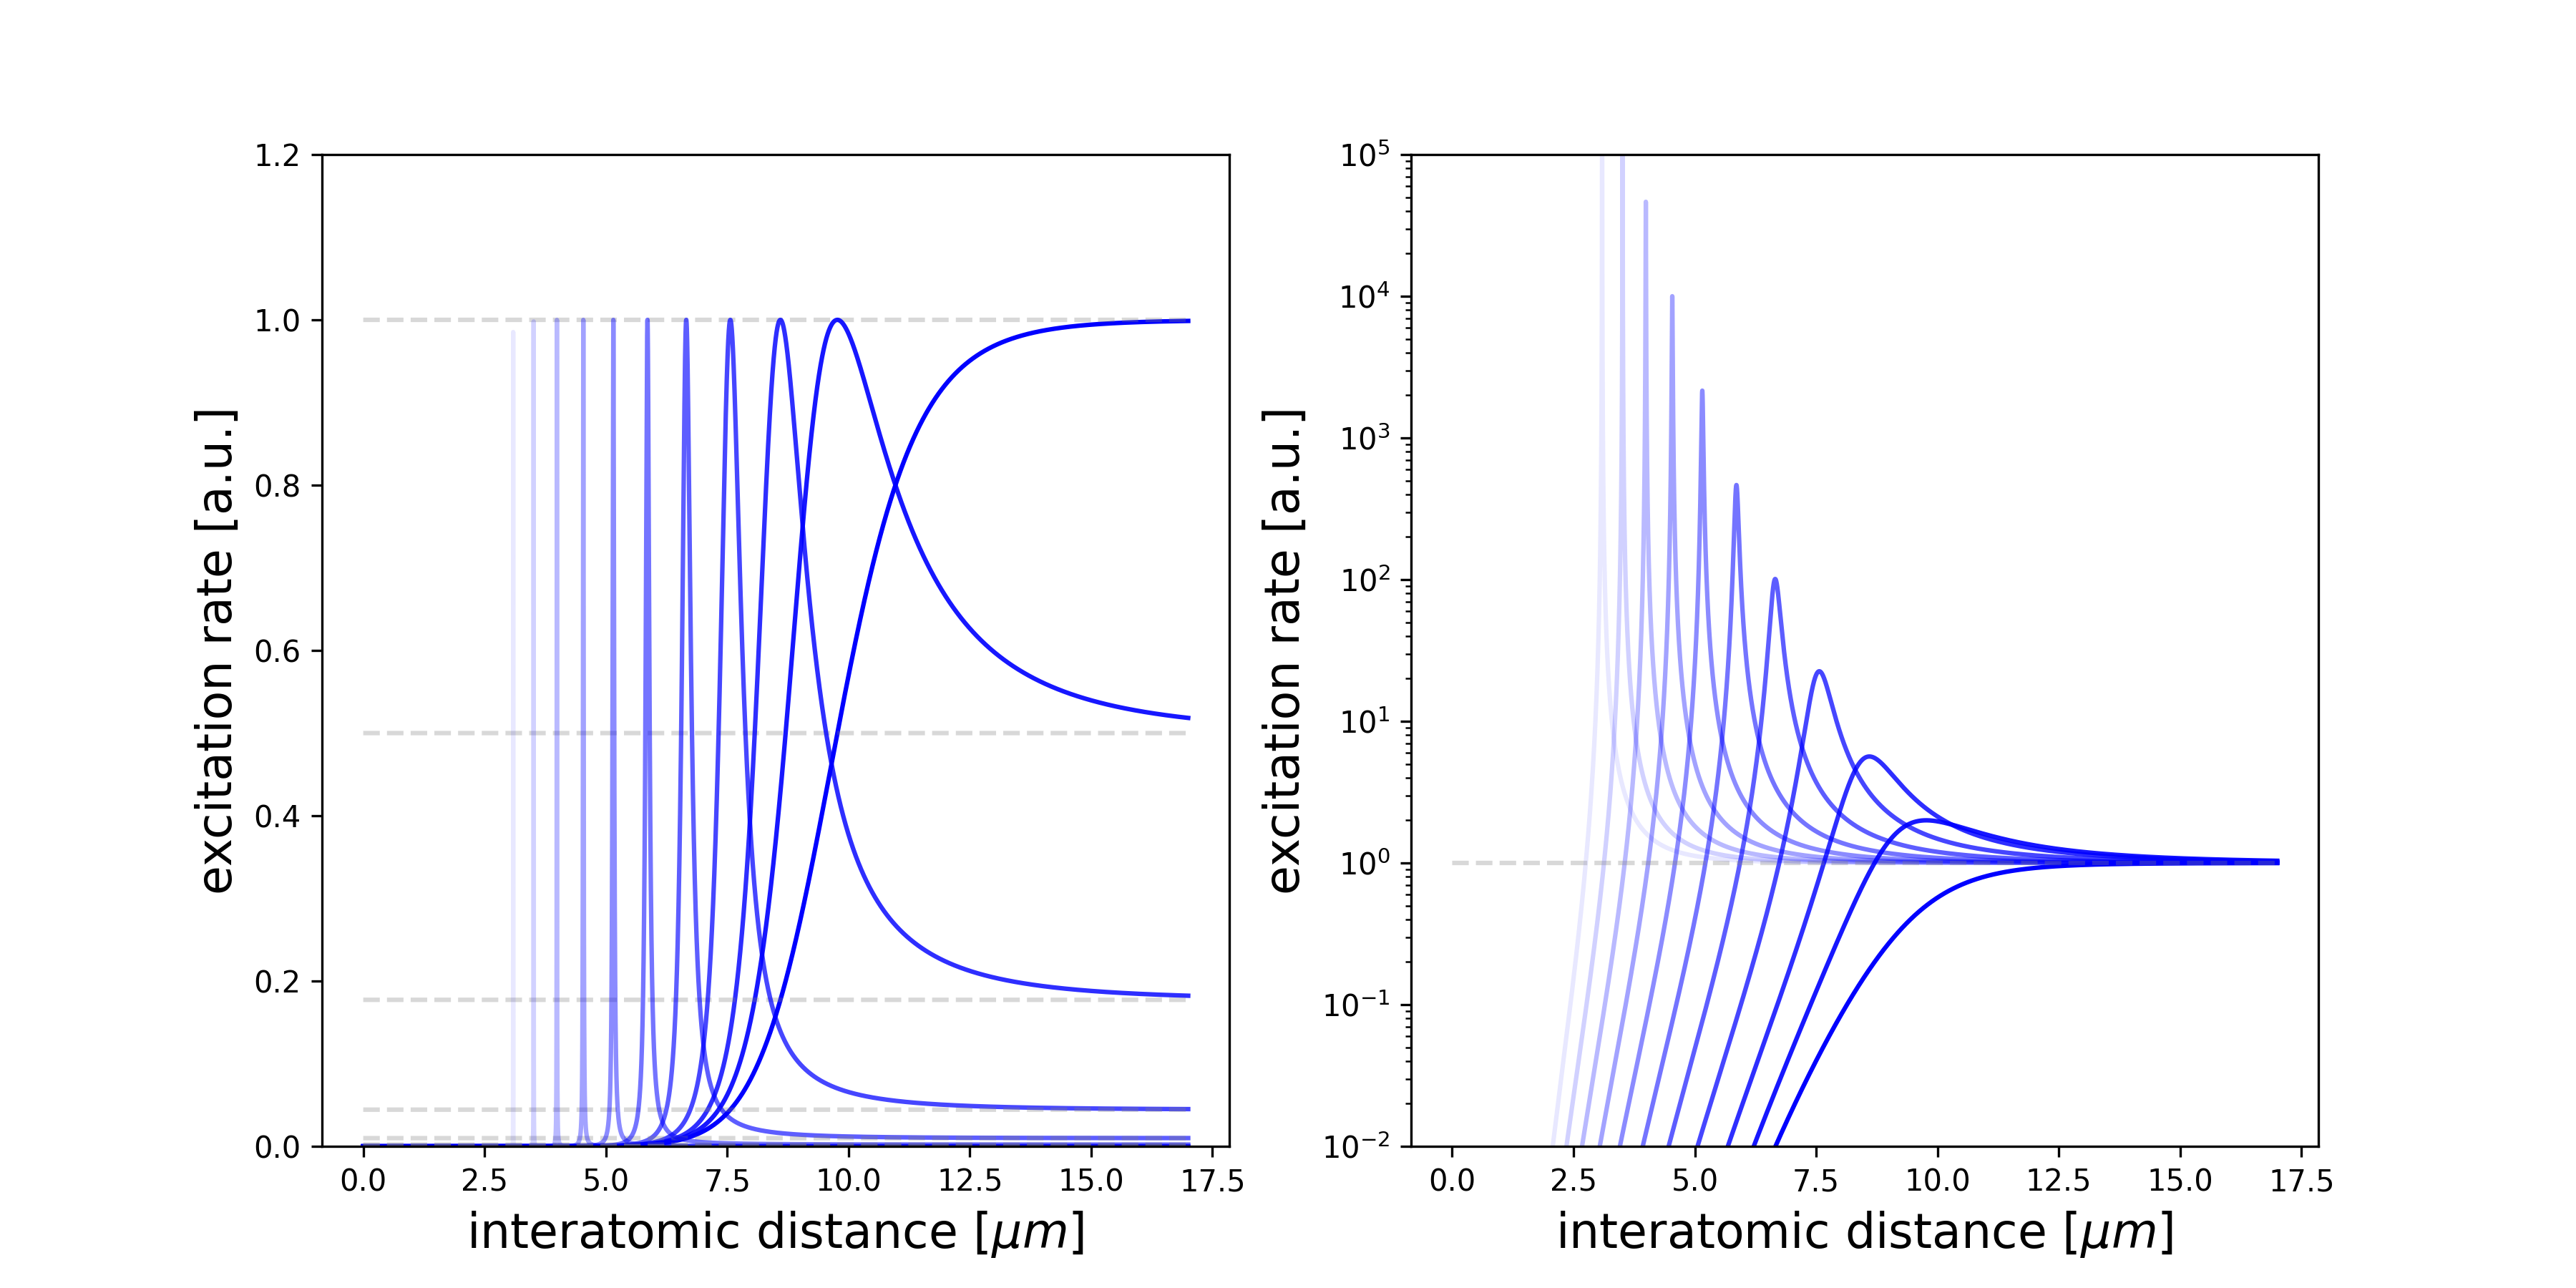 excitation rate [a.u.]
1.2
1.0
0.8
0.6
0.4
0.2
0.0
0.0 2.5 5.0 7.5 10.0 12.5 15.0 17.5
interatomic distance [μm]
excitation rate [a.u.]
10⁵
10⁴
10³
10²
10¹
10⁰
10⁻¹
10⁻²
0.0 2.5 5.0 7.5 10.0 12.5 15.0 17.5
interatomic distance [μm]